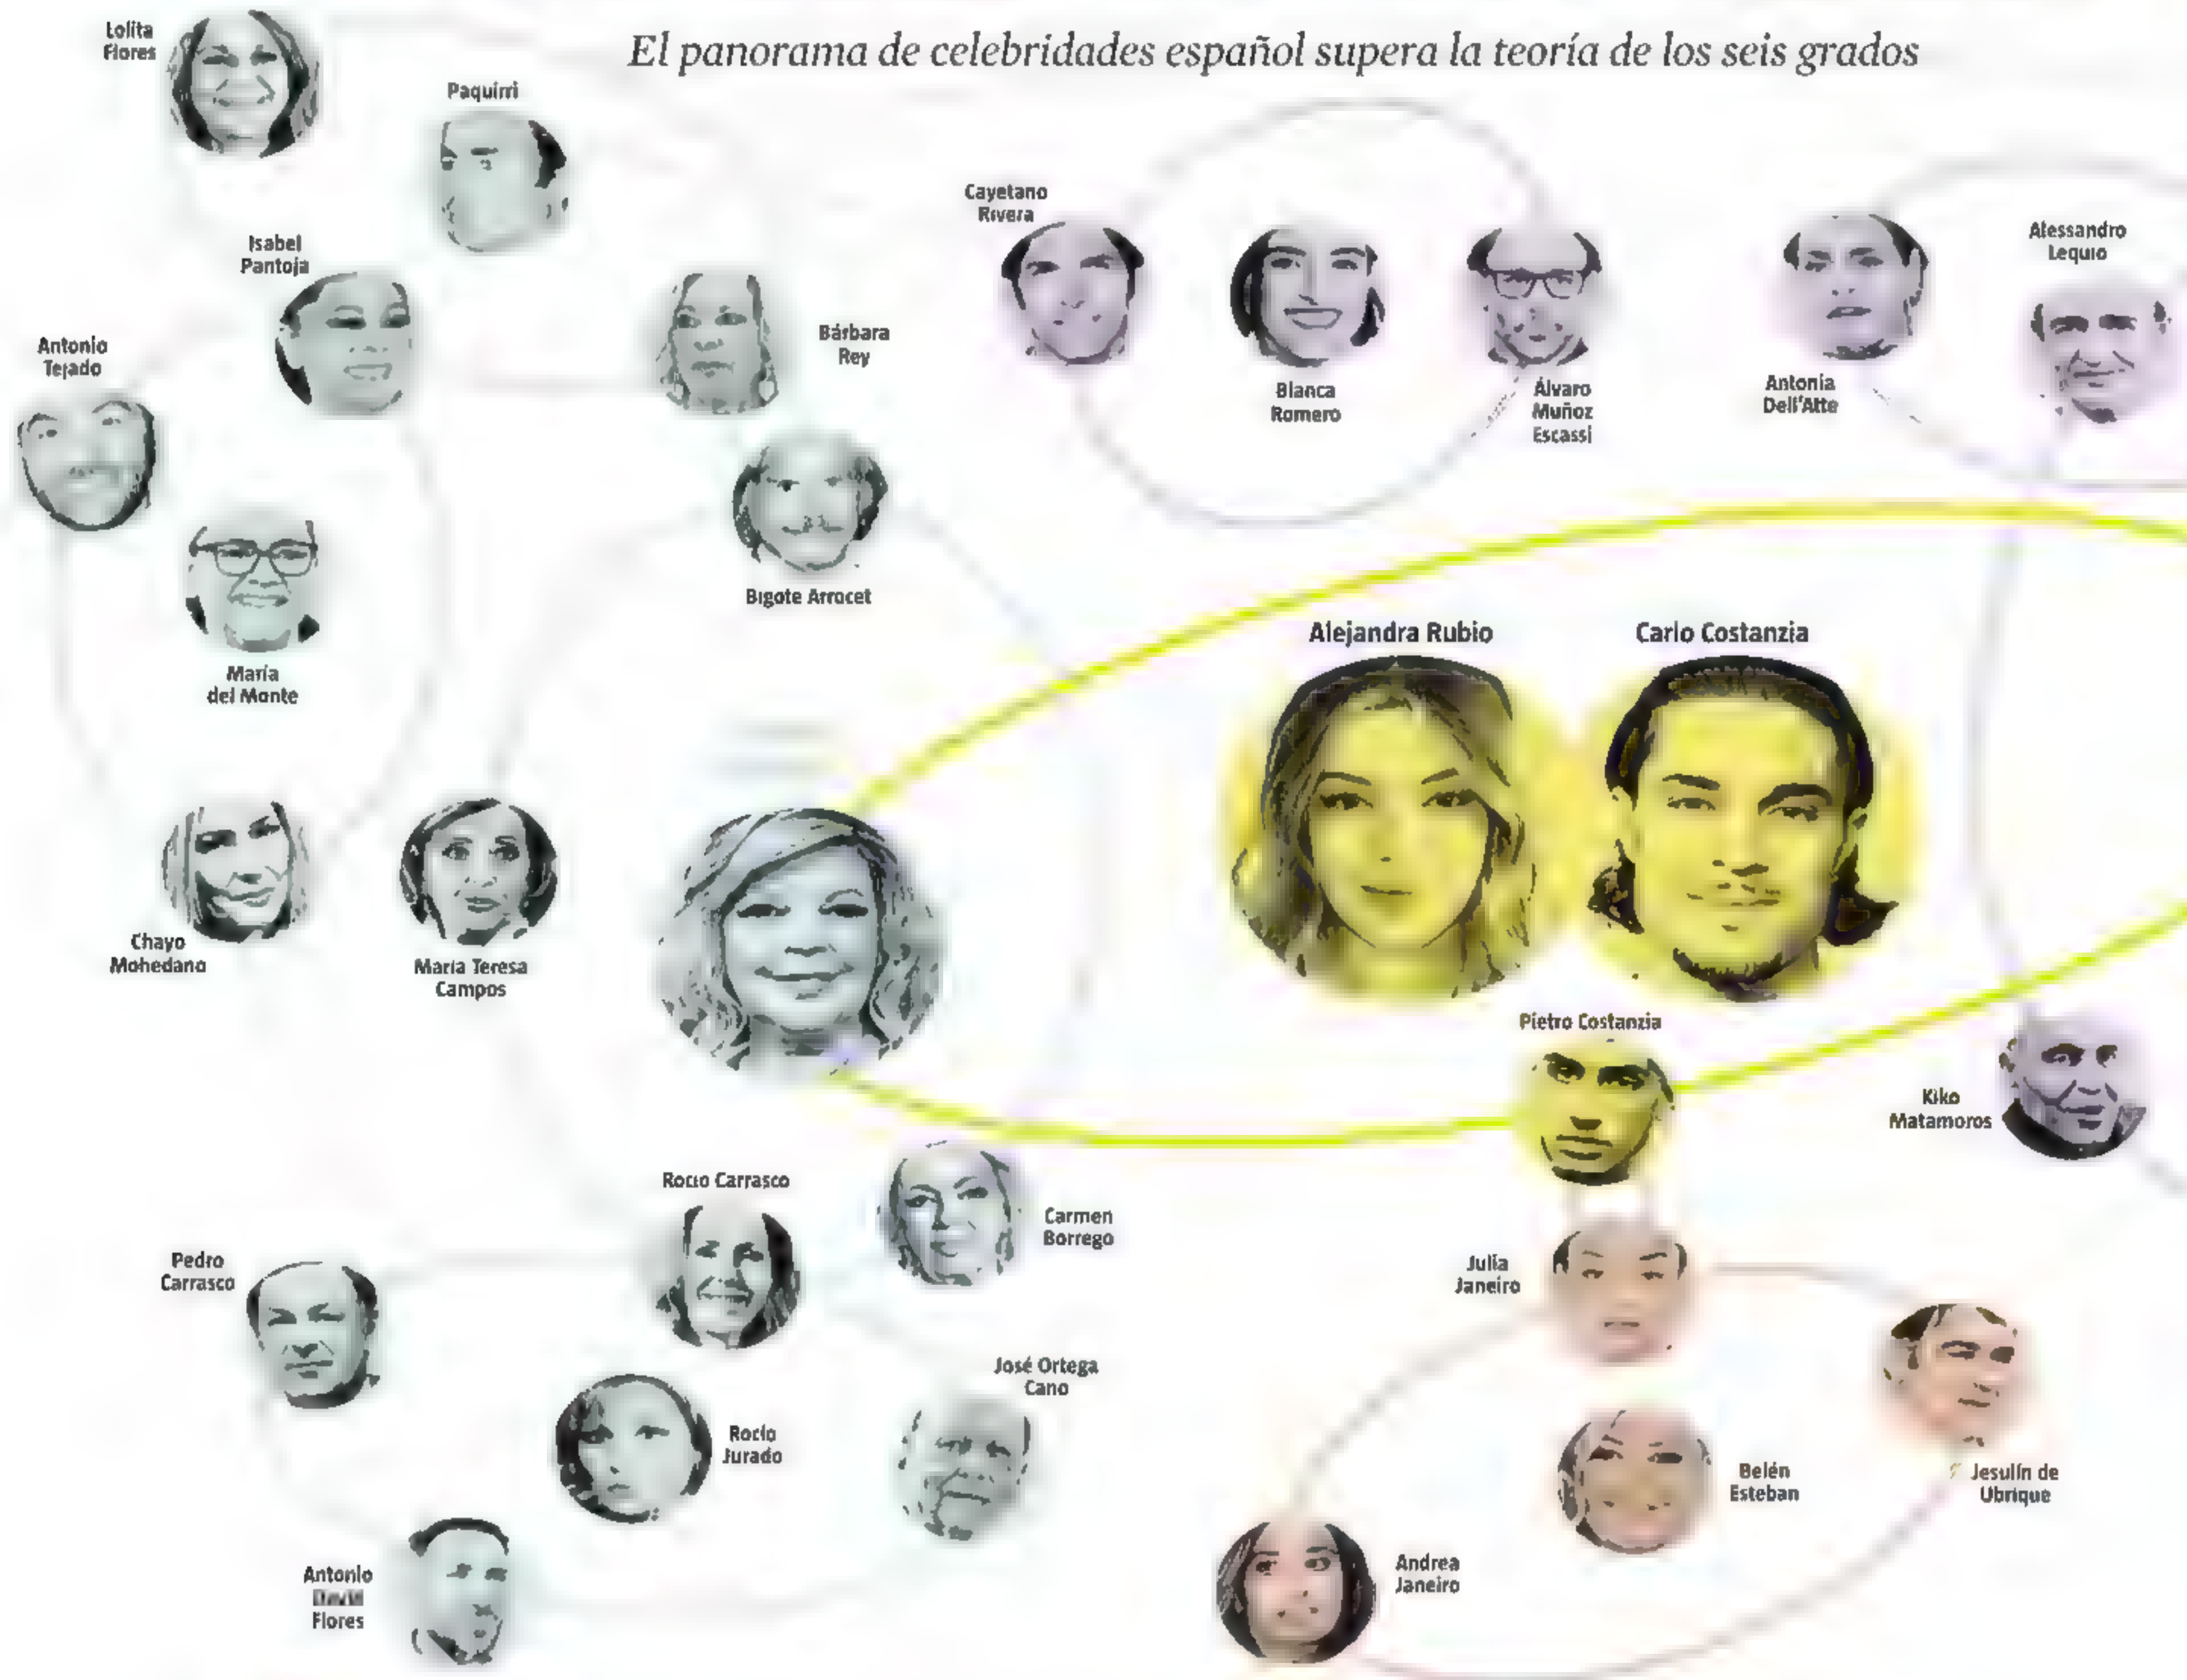 El panorama de celebridades español supera la teoría de los seis grados
Lolita
Flores
Paquirri
Isabel
Pantoja
Antonio
Tejado
Bárbara
Rey
Bigote Arrocet
María
del Monte
Chayo
Mohedano
María Teresa
Campos
Cayetano
Rivera
Blanca
Romero
Álvaro
Muñoz
Escassi
Antonia
Dell'Atte
Alessandro
Lequio
Alejandra Rubio
Carlo Costanzia
Pietro Costanzia
Kiko
Matamoros
Rocío Carrasco
Carmen
Borrego
Pedro
Carrasco
José Ortega
Cano
Rocío
Jurado
Antonio
David
Flores
Julia
Janeiro
Jesulín de
Ubrique
Belén
Esteban
Andrea
Janeiro